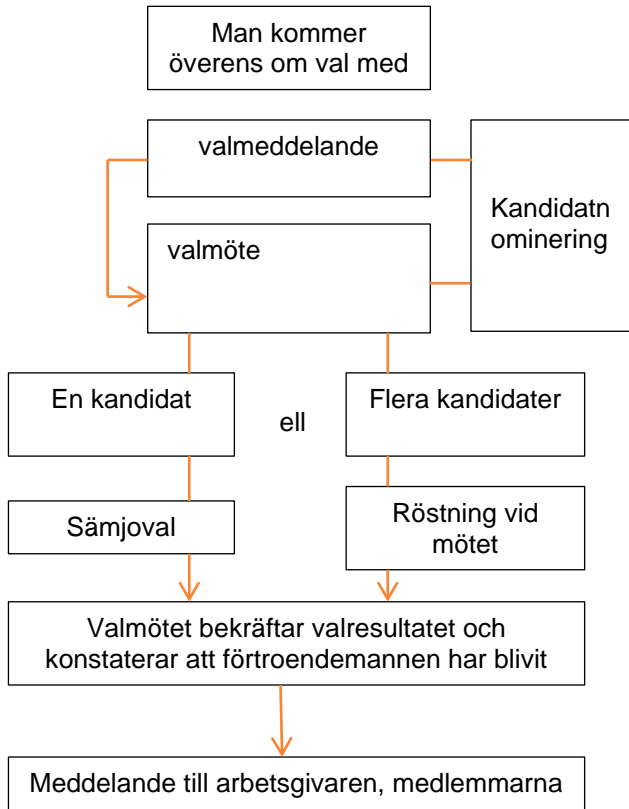 Man kommer
överens om val med
valmeddelande
Kandidatn
ominering
valmöte
En kandidat
ell
Flera kandidater
Sämjoval
Röstning vid
mötet
Valmötet bekräftar valresultatet och
konstaterar att förtroendemannen har blivit
Meddelande till arbetsgivaren, medlemmarna